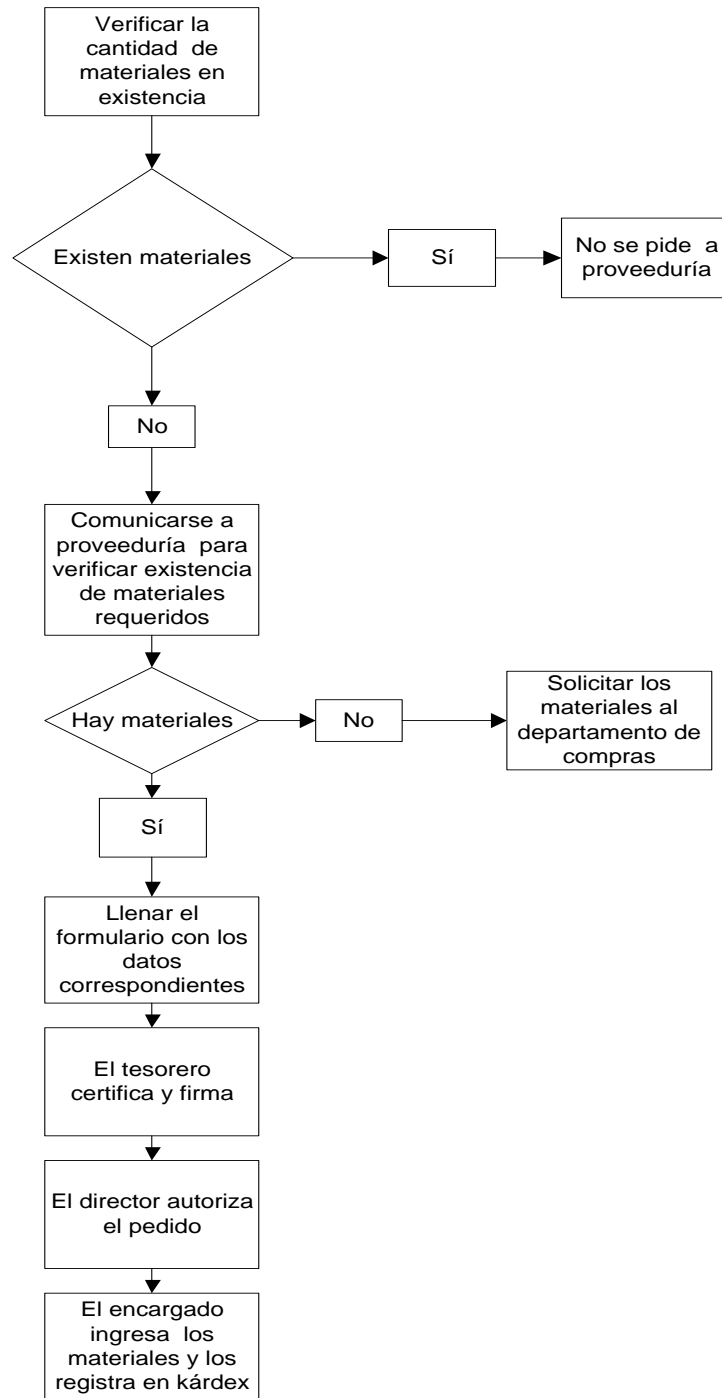 Verificar la
cantidad de
materiales en
existencia
Existen materiales
Sí
No se pide a
proveeduría
No
Comunicarse a
proveeduría para
verificar existencia
de materiales
requeridos
Hay materiales
No
Solicitar los
materiales al
departamento de
compras
Sí
Llenar el
formulario con los
datos
correspondientes
El tesorero
certifica y firma
El director autoriza
el pedido
El encargado
ingresa los
materiales y los
registra en kárdex